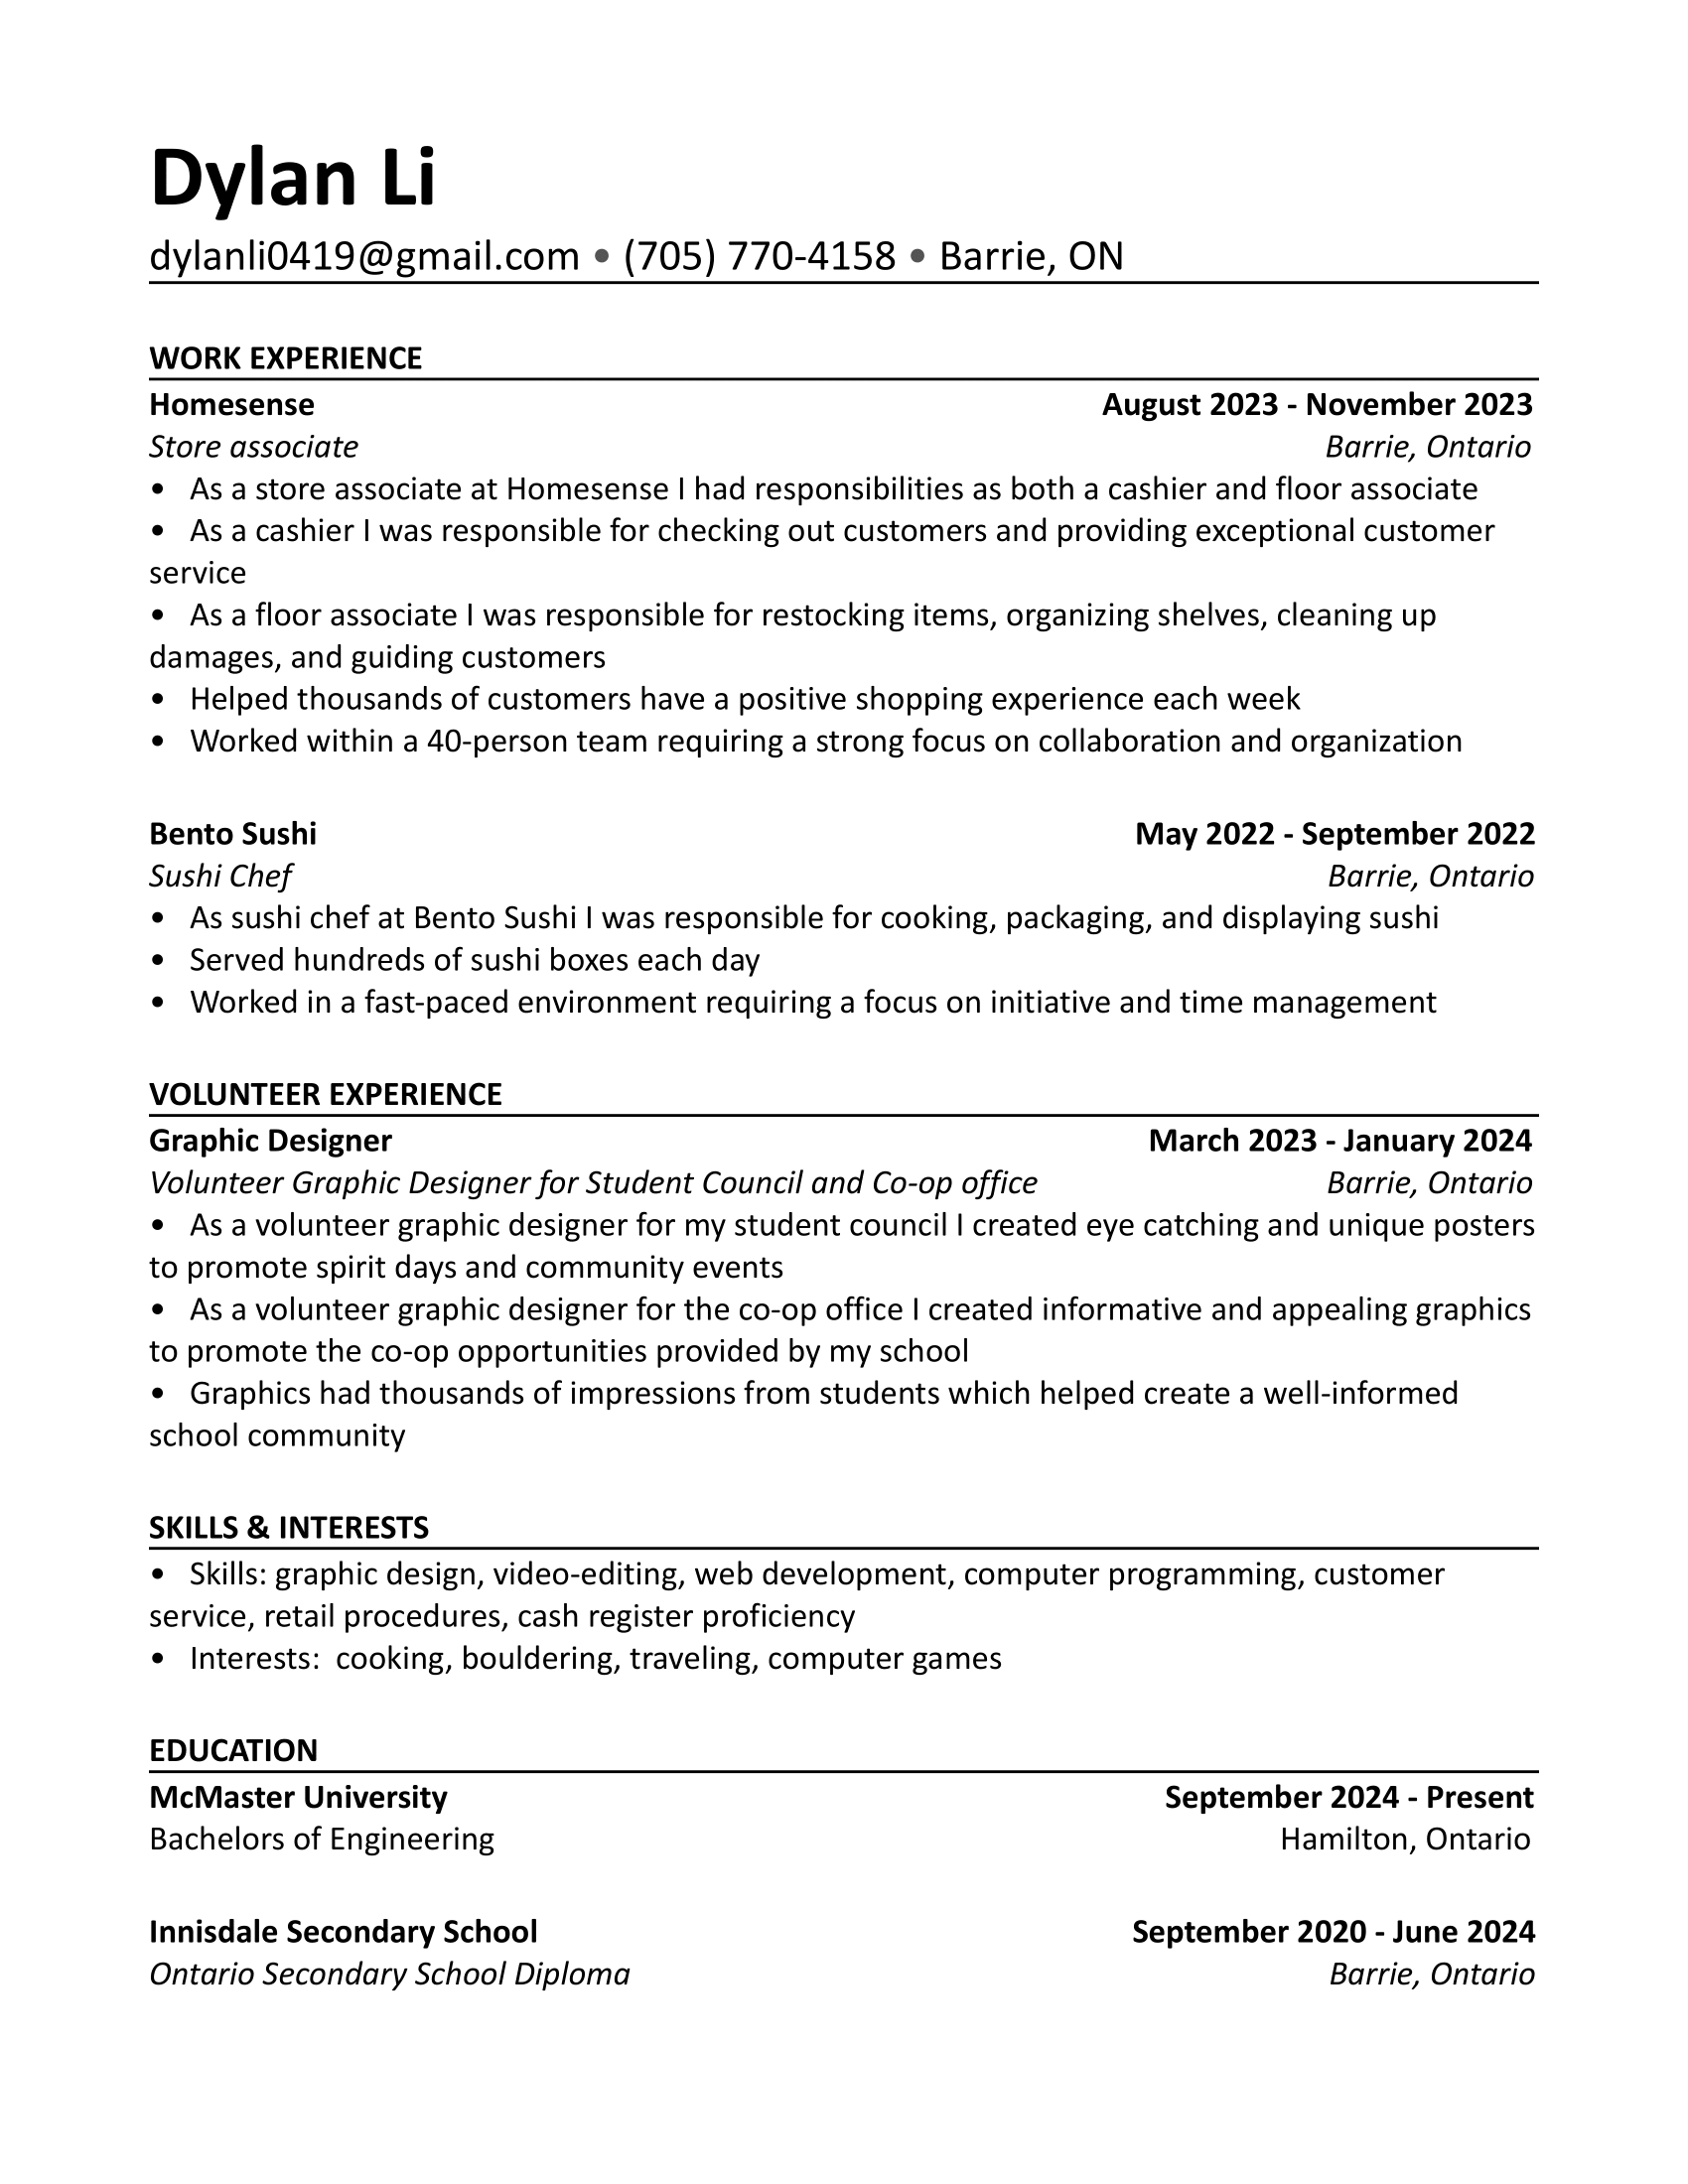 Dylan Li
dylanli0419@gmail.com • (705) 770-4158 • Barrie, ON
WORK EXPERIENCE
Homesense August 2023 - November 2023
Store associate Barrie, Ontario
• As a store associate at Homesense I had responsibilities as both a cashier and floor associate
• As a cashier I was responsible for checking out customers and providing exceptional customer
service
• As a floor associate I was responsible for restocking items, organizing shelves, cleaning up
damages, and guiding customers
• Helped thousands of customers have a positive shopping experience each week
• Worked within a 40-person team requiring a strong focus on collaboration and organization
Bento Sushi May 2022 - September 2022
Sushi Chef Barrie, Ontario
• As sushi chef at Bento Sushi I was responsible for cooking, packaging, and displaying sushi
• Served hundreds of sushi boxes each day
• Worked in a fast-paced environment requiring a focus on initiative and time management
VOLUNTEER EXPERIENCE
Graphic Designer March 2023 - January 2024
Volunteer Graphic Designer for Student Council and Co-op office Barrie, Ontario
• As a volunteer graphic designer for my student council I created eye catching and unique posters
to promote spirit days and community events
• As a volunteer graphic designer for the co-op office I created informative and appealing graphics
to promote the co-op opportunities provided by my school
• Graphics had thousands of impressions from students which helped create a well-informed
school community
SKILLS & INTERESTS
• Skills: graphic design, video-editing, web development, computer programming, customer
service, retail procedures, cash register proficiency
• Interests:  cooking, bouldering, traveling, computer games
EDUCATION
McMaster University September 2024 - Present
Bachelors of Engineering Hamilton, Ontario
Innisdale Secondary School September 2020 - June 2024
Ontario Secondary School Diploma Barrie, Ontario